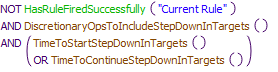 NOT HasRuleFiredSuccessfully ("Current Rule")
AND DiscretionaryOpsToIncludeStepDownInTargets ()
AND ( TimeToStartStepDownInTargets ()
OR TimeToContinueStepDownInTargets () )